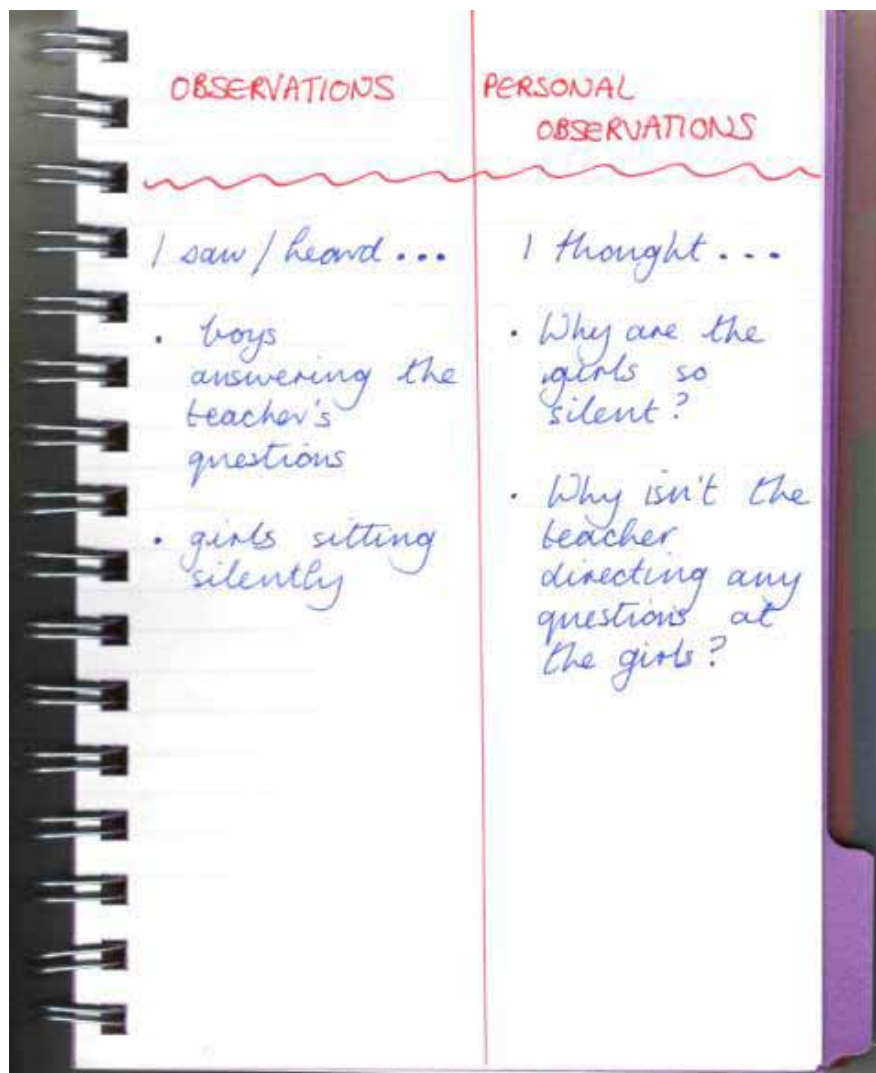 OBSERVATIONS
I saw / heard ...
· boys
answering the
teacher's
questions
· girls sitting
silently
PERSONAL
OBSERVATIONS
I thought ...
· Why are the
girls so
silent?
· Why isn't the
teacher
directing any
questions at
the girls?